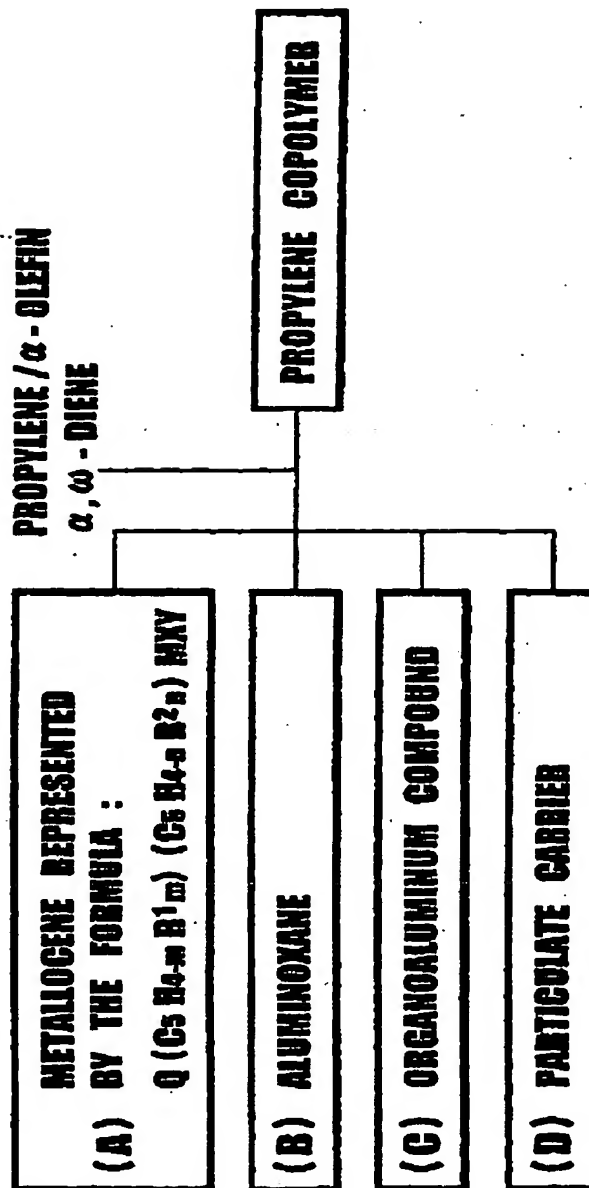 METALLOCENE REPRESENTED
(A) BY THE FORMULA :
Q (C5 H4-m R1m) (C5 H4-n R2n) MXY
(B) ALUMINOXANE
(C) ORGANOALUMINUM COMPOUND
(D) PARTICULATE CARRIER
PROPYLENE / α - OLEFIN
α, ω - DIENE
PROPYLENE COPOLYMER